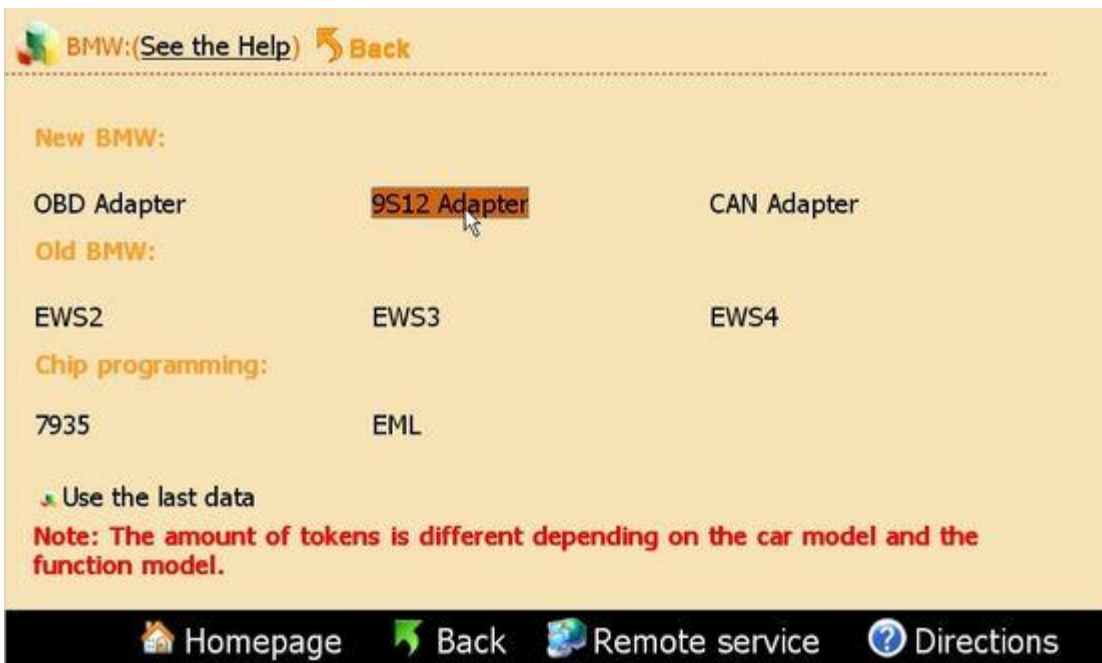 BMW:(See the Help) Back
New BMW:
OBD Adapter 9S12 Adapter CAN Adapter
Old BMW:
EWS2 EWS3 EWS4
Chip programming:
7935 EML
Use the last data
Note: The amount of tokens is different depending on the car model and the
function model.
Homepage Back Remote service Directions